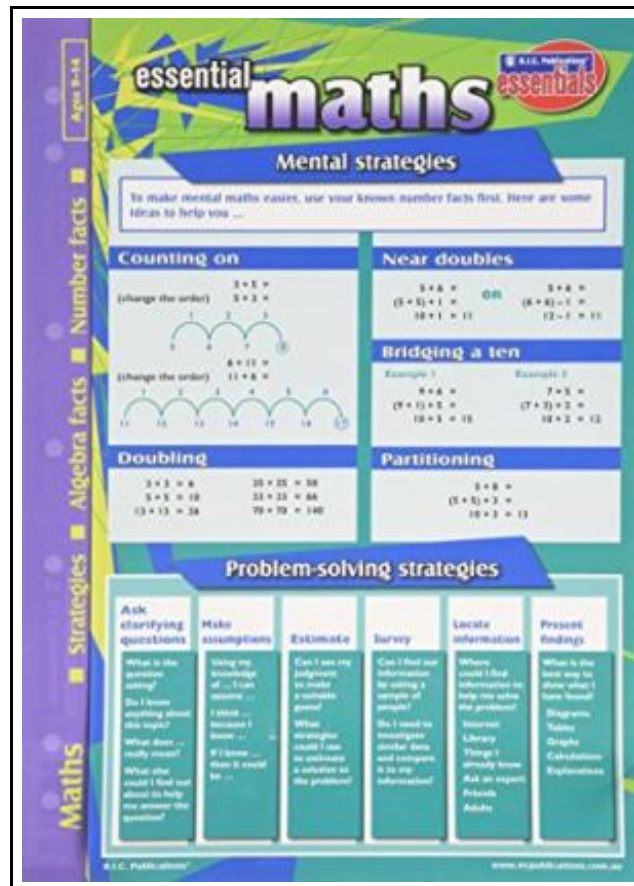 Ages 9–14
essential maths
R.I.C. Publications®
essentials
Mental strategies
To make mental maths easier, use your known number facts first. Here are some
ideas to help you ...
Counting on
3 + 5 =
(change the order) 5 + 3 =
1 2 3
5 6 7 8
6 + 11 =
(change the order) 11 + 6 =
1 2 3 4 5 6
11 12 13 14 15 16 17
Near doubles
5 + 6 =
(5 + 5) + 1 =
10 + 1 = 11
OR
5 + 6 =
(6 + 6) – 1 =
12 – 1 = 11
Bridging a ten
Example 1
9 + 6 =
(9 + 1) + 5 =
10 + 5 = 15
Example 2
7 + 5 =
(7 + 3) + 2 =
10 + 2 = 12
Doubling
3 + 3 = 6
5 + 5 = 10
13 + 13 = 26
25 + 25 = 50
33 + 33 = 66
70 + 70 = 140
Partitioning
5 + 8 =
(5 + 5) + 3 =
10 + 3 = 13
Problem-solving strategies
Ask
clarifying
questions
What is the
question
asking?
Do I know
anything about
this topic?
What does ...
really mean?
What else
could I find out
about to help
me answer the
question?
Make
assumptions
Using my
knowledge
of ... I can
assume ...
I think ...
because I
know ...
If I know ...
then it could
be ...
Estimate
Can I use my
judgment
to make
a suitable
guess?
What
strategies
could I use
to estimate
a solution to
the problem?
Survey
Can I find out
information
by asking a
sample of
people?
Do I need to
investigate
similar data
and compare
it to my
information?
Locate
information
Where
could I find
information to
help me solve
the problem?
Internet
Library
Things I
already know
Ask an expert
Friends
Adults
Present
findings
What is the
best way to
show what I
have found?
Diagrams
Tables
Graphs
Calculations
Explanations
Maths ■ Strategies ■ Algebra facts ■ Number facts ■
R.I.C. Publications®
www.ricpublications.com.au